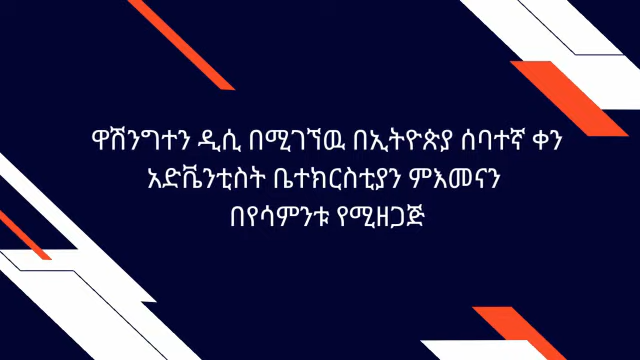 ዋሽንግተን ዲሲ በሚገኘዉ በኢትዮጵያ ሰባተኛ ቀን
አድቬንቲስት ቤተክርስቲያን ምእመናን
በየሳምንቱ የሚዘጋጅ